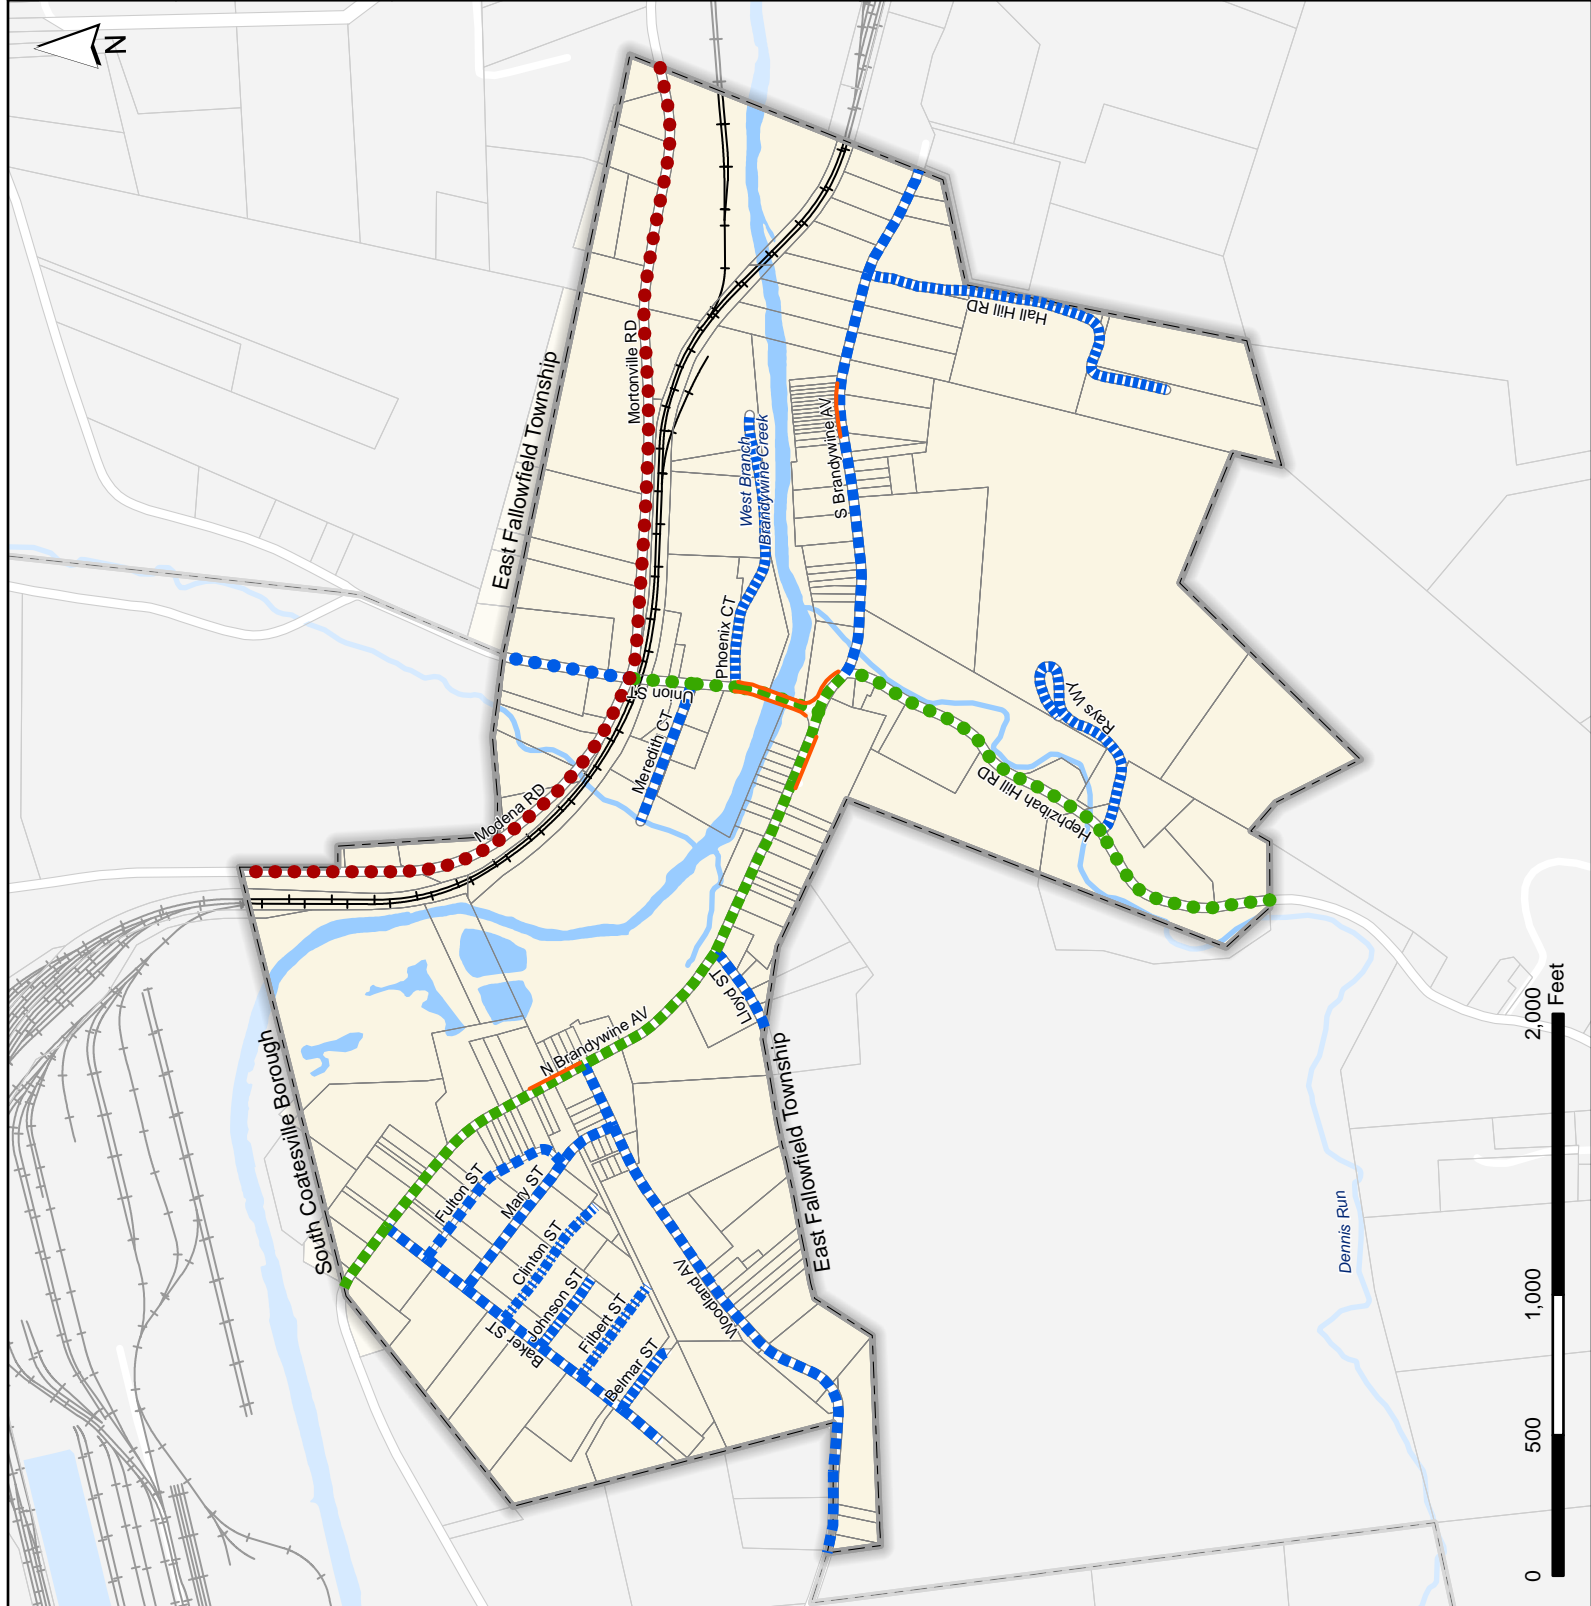 N
East Fallowfield Township
Mortonville RD
Hall Hill RD
S Brandywine AV
West Branch
Brandywine Creek
Phoenix CT
Union ST
Meredith CT
Modena RD
Rays WY
Hephzibah Hill RD
Lloyd ST
N Brandywine AV
South Coatesville Borough
East Fallowfield Township
Fulton ST
Mary ST
Clinton ST
Johnson ST
Baker ST
Filbert ST
Belmar ST
Woodland AV
Dennis Run
0
500
1,000
2,000
Feet